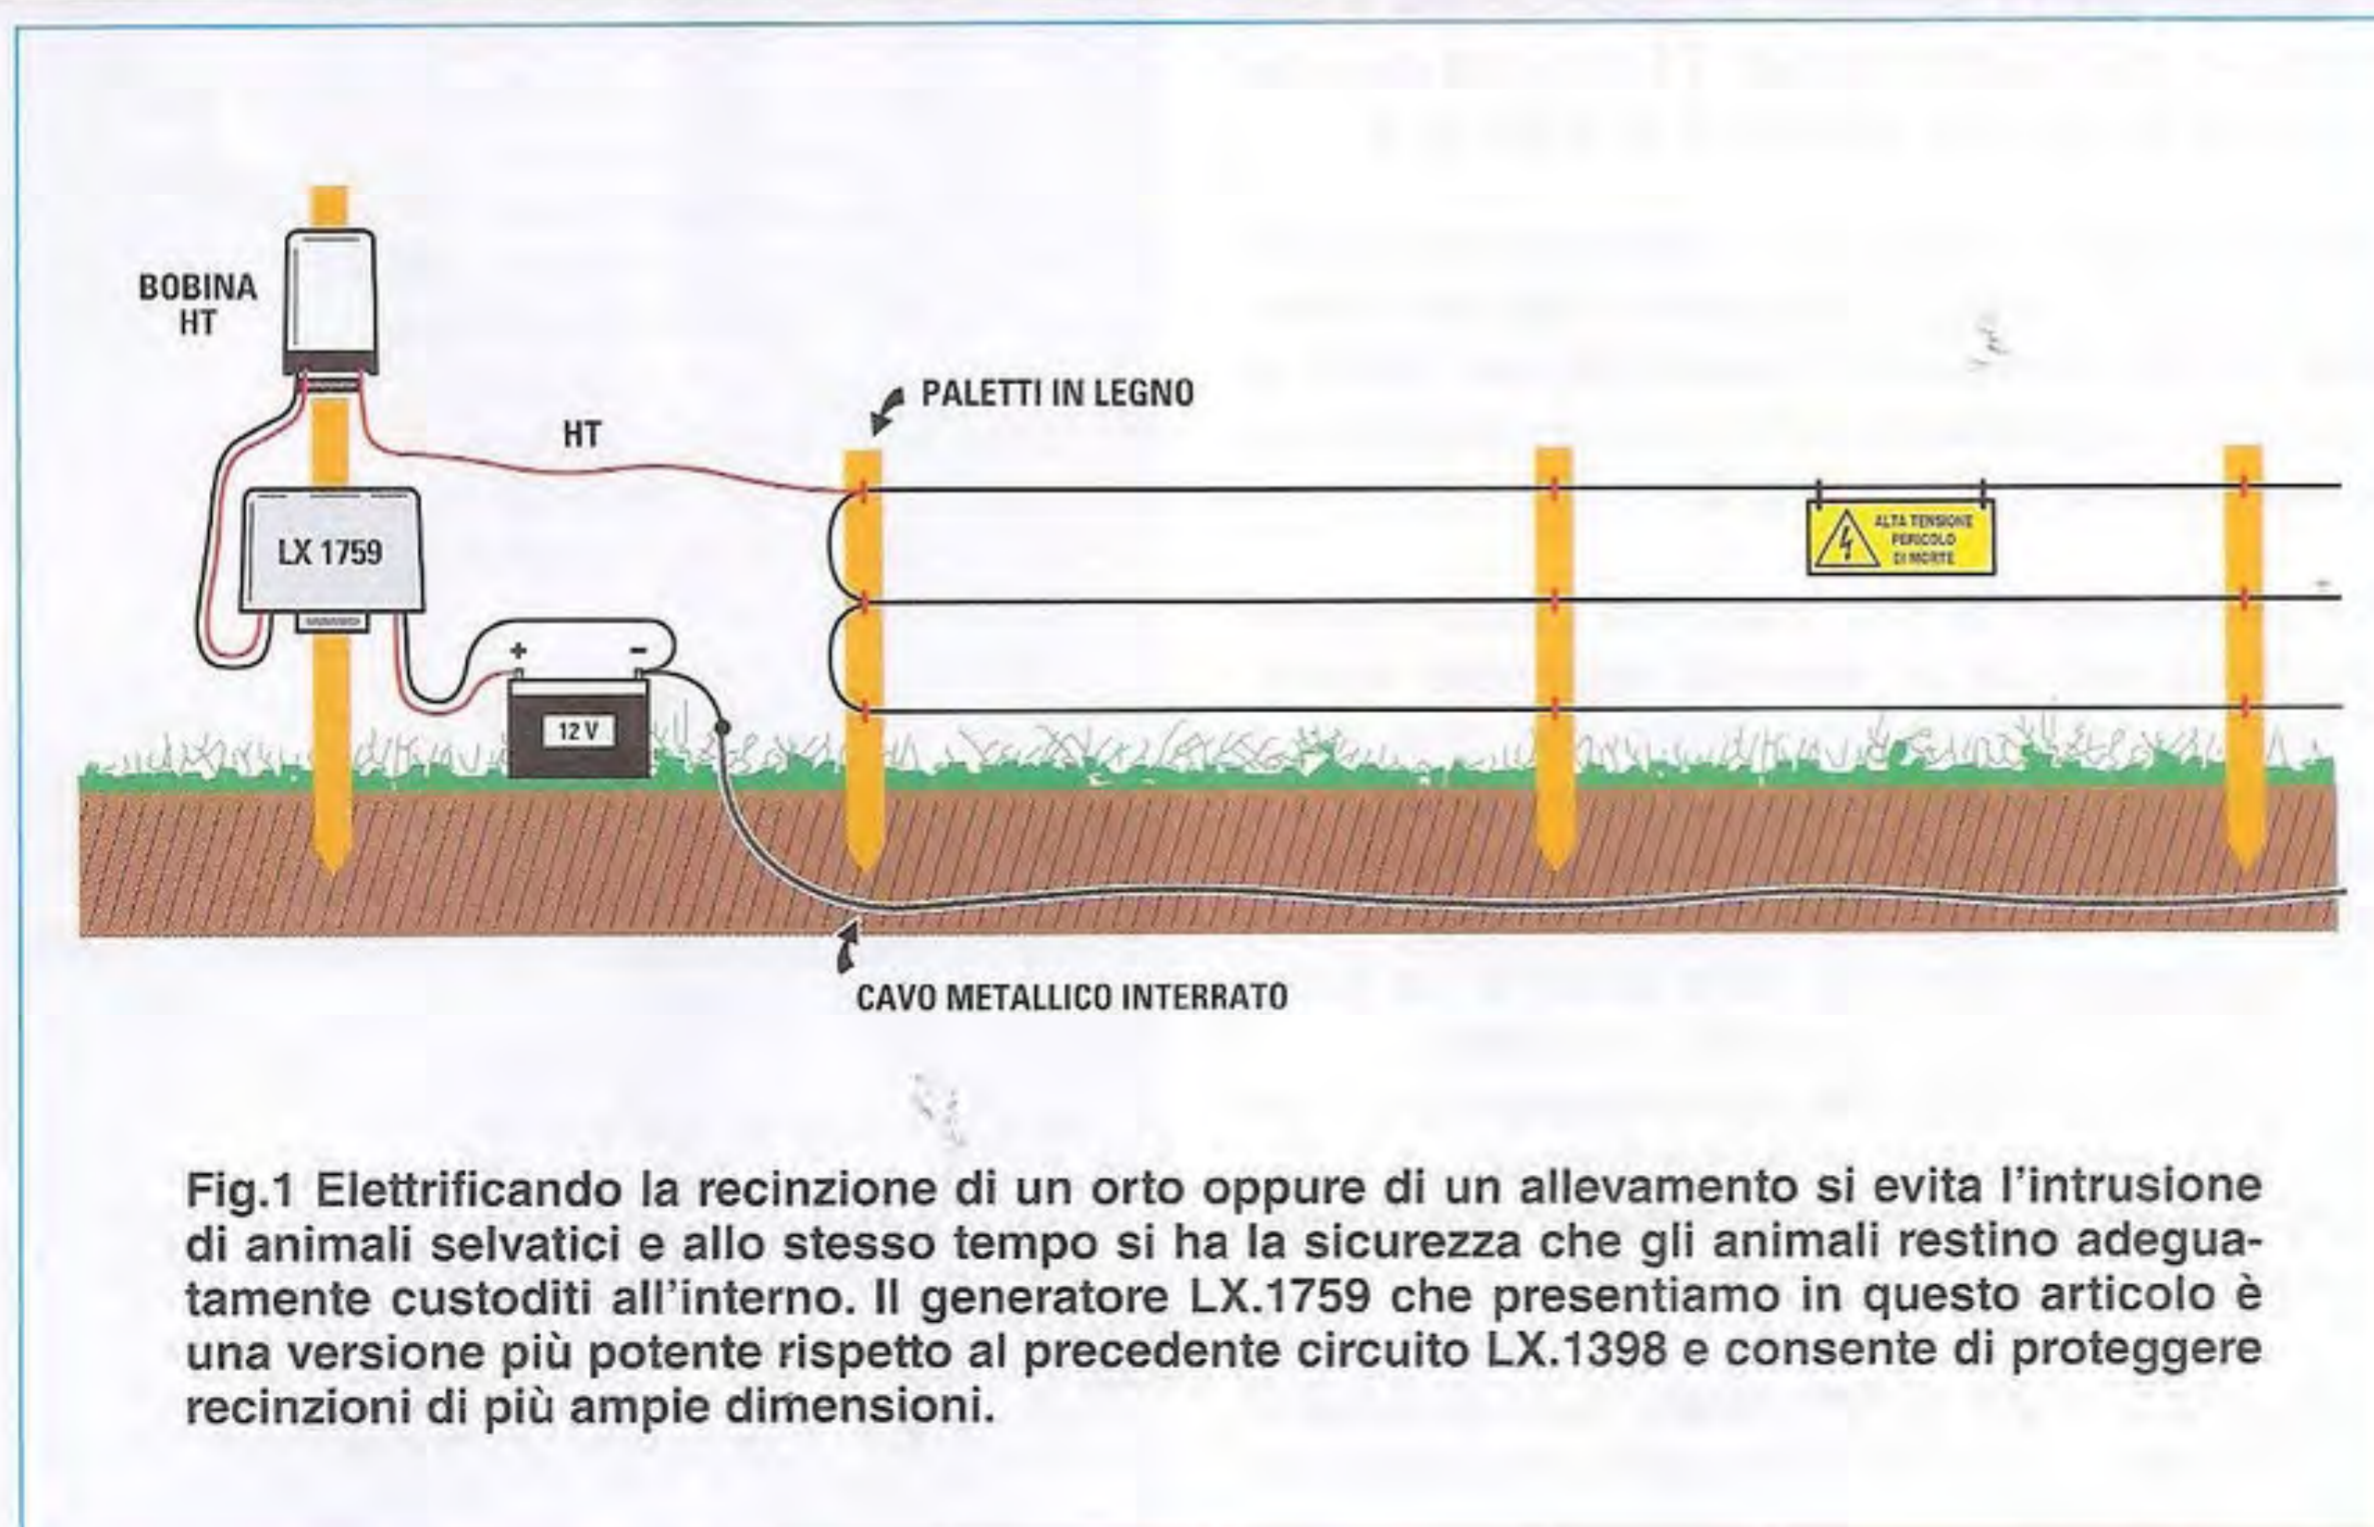 BOBINA
HT
HT
PALETTI IN LEGNO
LX 1759
ALTA TENSIONE
PERICOLO
DI MORTE
+
−
12 V
CAVO METALLICO INTERRATO
Fig.1 Elettrificando la recinzione di un orto oppure di un allevamento si evita l'intrusione
di animali selvatici e allo stesso tempo si ha la sicurezza che gli animali restino adegua-
tamente custoditi all'interno. Il generatore LX.1759 che presentiamo in questo articolo è
una versione più potente rispetto al precedente circuito LX.1398 e consente di proteggere
recinzioni di più ampie dimensioni.